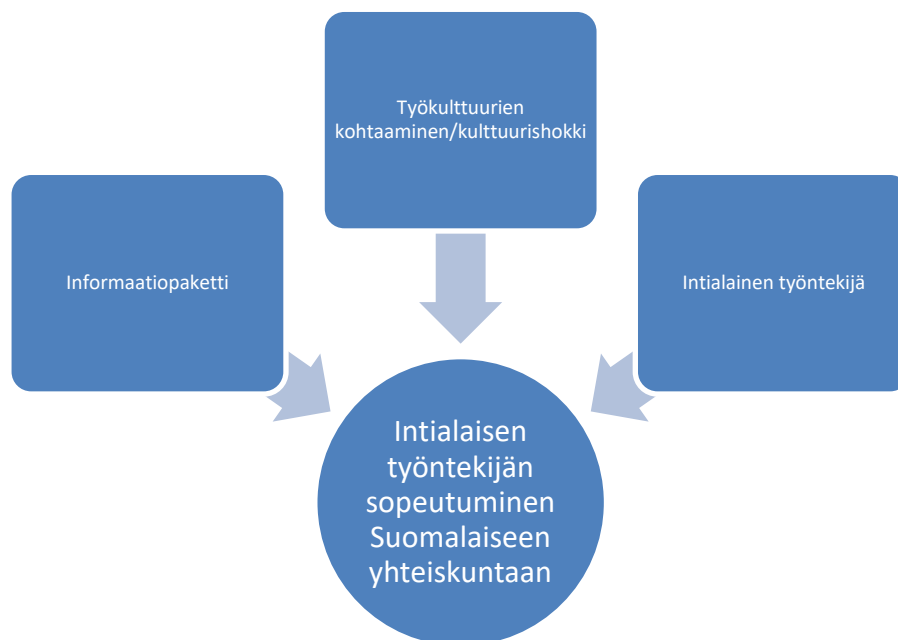 Työkulttuurien
kohtaaminen/kulttuurishokki
Informaatiopaketti
Intialainen työntekijä
Intialaisen
työntekijän
sopeutuminen
Suomalaiseen
yhteiskuntaan